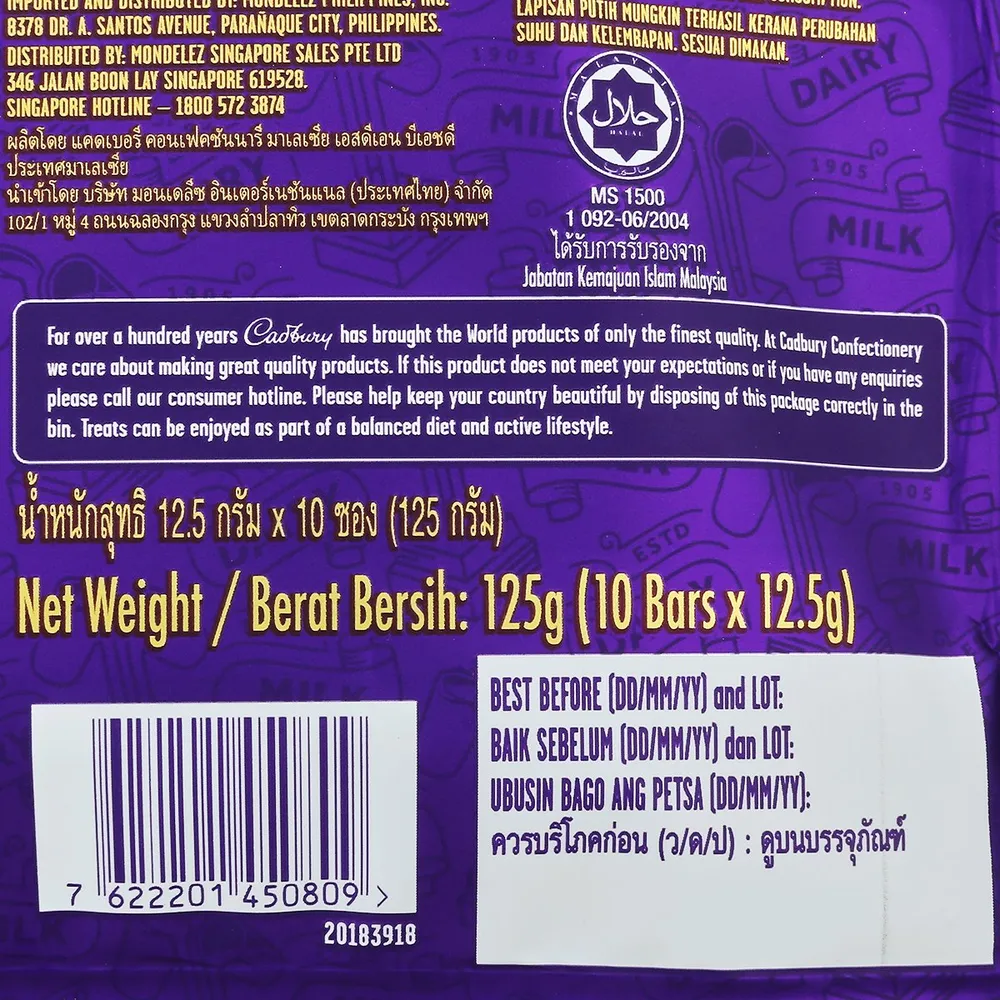 IMPORTED AND DISTRIBUTED BY: MONDELEZ PHILIPPINES, INC.
8378 DR. A. SANTOS AVENUE, PARAÑAQUE CITY, PHILIPPINES.
DISTRIBUTED BY: MONDELEZ SINGAPORE SALES PTE LTD
346 JALAN BOON LAY SINGAPORE 619528.
SINGAPORE HOTLINE – 1800 572 3874
ผลิตโดย แคดเบอรี คอนเฟคชันนารี มาเลเซีย เอสดีเอน บีเอชดี
ประเทศมาเลเซีย
นำเข้าโดย บริษัท มอนเดลีซ อินเตอร์เนชันแนล (ประเทศไทย) จำกัด
102/1 หมู่ 4 ถนนฉลองกรุง แขวงลำปลาทิว เขตลาดกระบัง กรุงเทพฯ
CONSUMPTION.
LAPISAN PUTIH MUNGKIN TERHASIL KERANA PERUBAHAN
SUHU DAN KELEMBAPAN. SESUAI DIMAKAN.
MALAYSIA
حلال
HALAL
MS 1500
1 092-06/2004
ได้รับการรับรองจาก
Jabatan Kemajuan Islam Malaysia
For over a hundred years Cadbury has brought the World products of only the finest quality. At Cadbury Confectionery
we care about making great quality products. If this product does not meet your expectations or if you have any enquiries
please call our consumer hotline. Please help keep your country beautiful by disposing of this package correctly in the
bin. Treats can be enjoyed as part of a balanced diet and active lifestyle.
น้ำหนักสุทธิ 12.5 กรัม x 10 ซอง (125 กรัม)
Net Weight / Berat Bersih: 125g (10 Bars x 12.5g)
BEST BEFORE (DD/MM/YY) and LOT:
BAIK SEBELUM (DD/MM/YY) dan LOT:
UBUSIN BAGO ANG PETSA (DD/MM/YY):
ควรบริโภคก่อน (ว/ด/ป) : ดูบนบรรจุภัณฑ์
7 622201 450809 >
20183918
DAIRY
1905
MILK
1905
MILK
ESTD